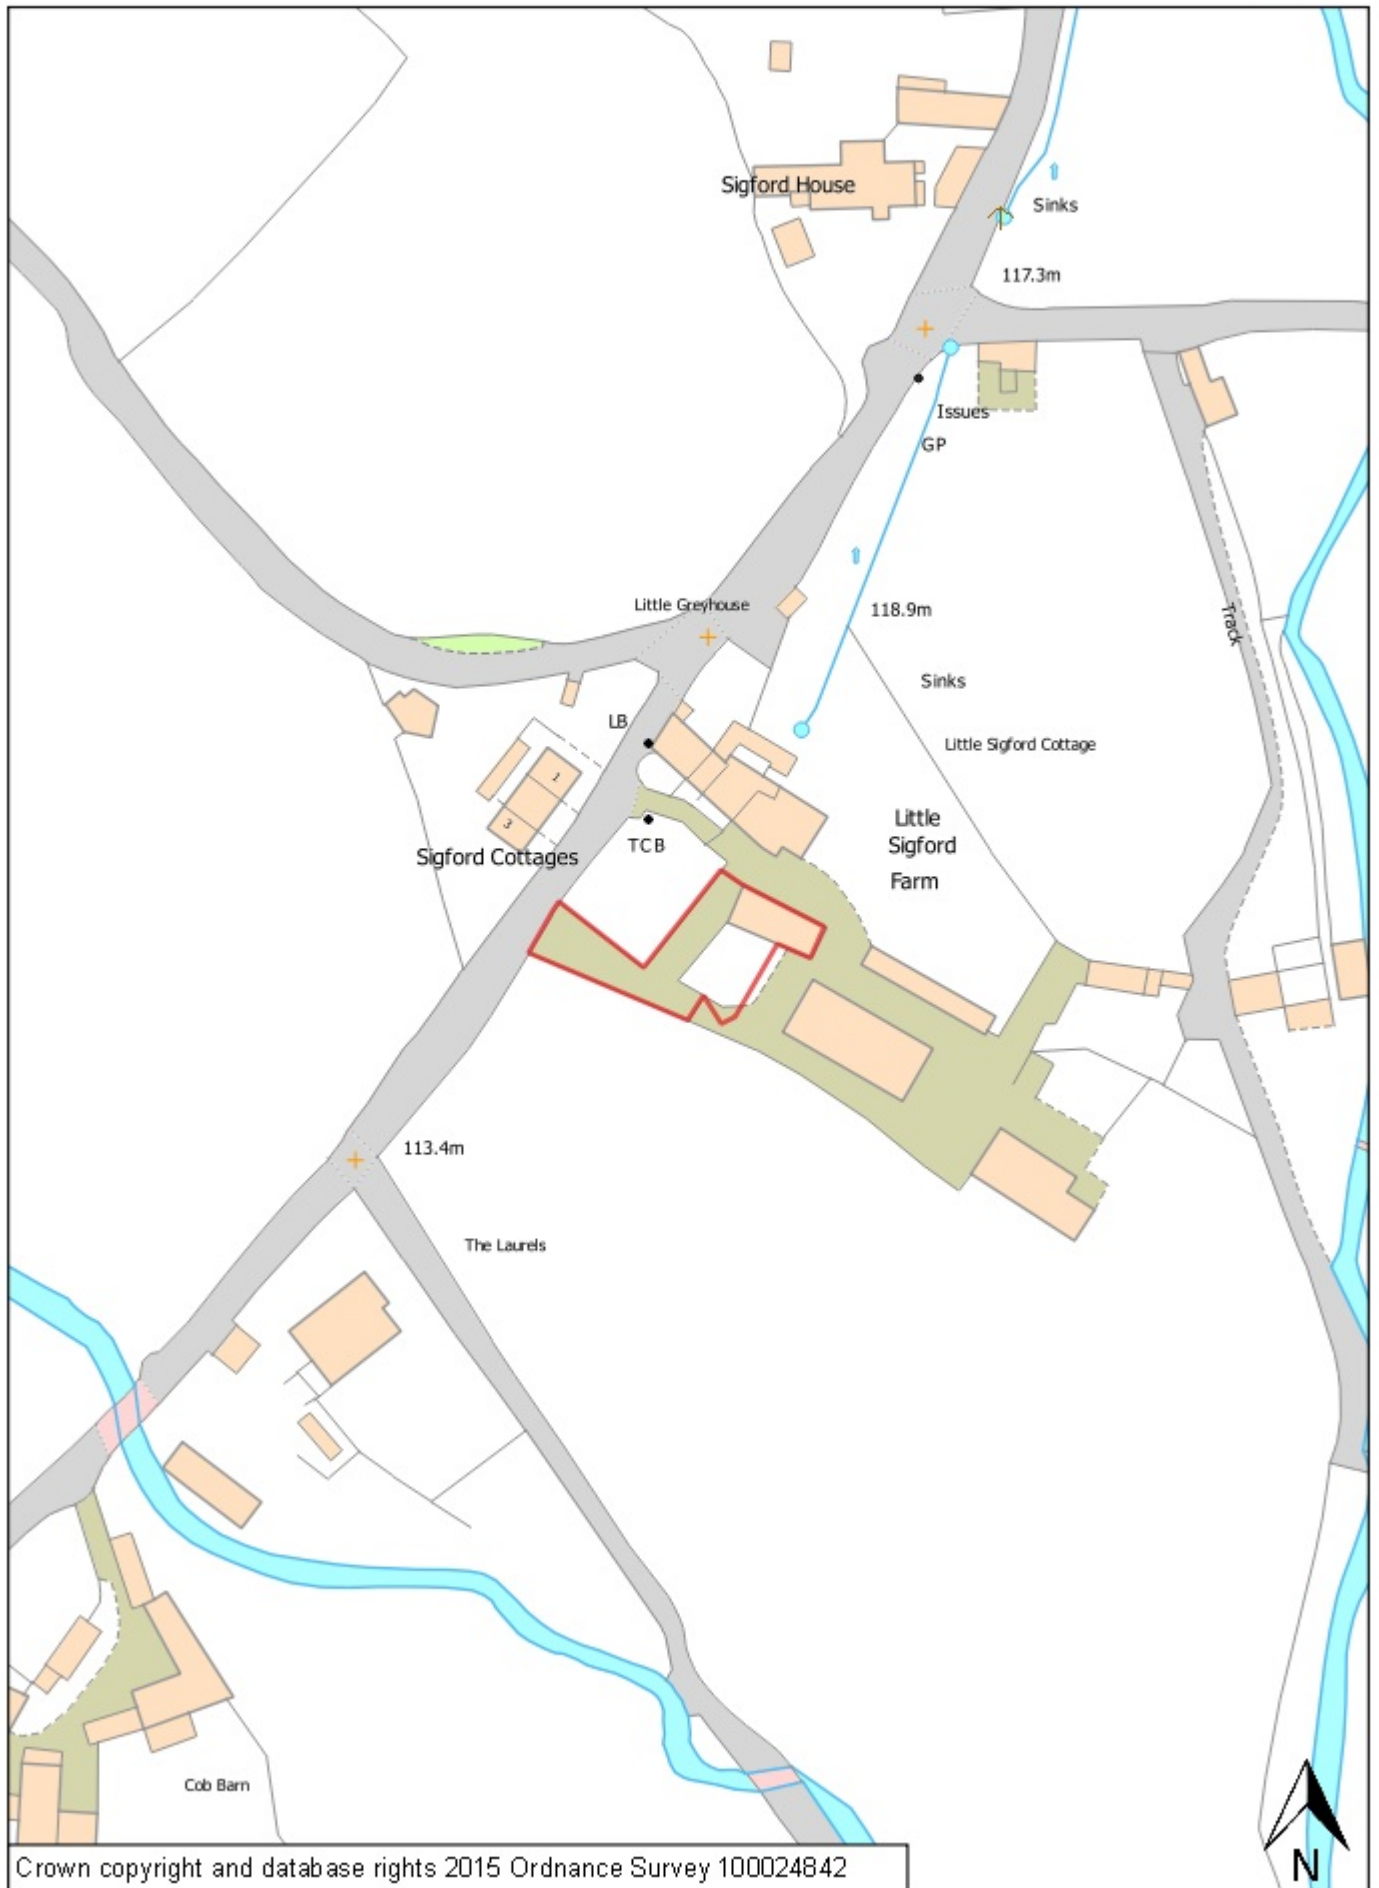 Sigford House
Sinks
117.3m
Issues
GP
Little Greyhouse
118.9m
Track
Sinks
LB
Little Sigford Cottage
1
3
Little
Sigford
Farm
TCB
Sigford Cottages
113.4m
The Laurels
Cob Barn
N
Crown copyright and database rights 2015 Ordnance Survey 100024842